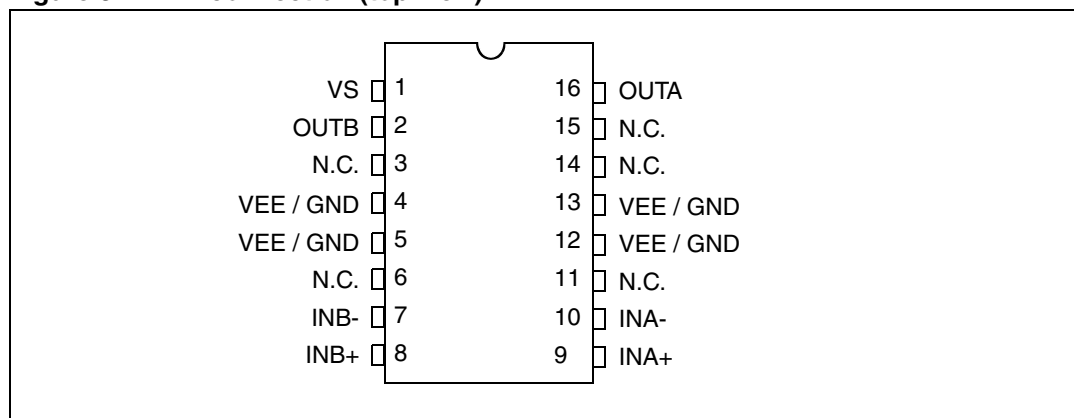 VS 1 16 OUTA
OUTB 2 15 N.C.
N.C. 3 14 N.C.
VEE / GND 4 13 VEE / GND
VEE / GND 5 12 VEE / GND
N.C. 6 11 N.C.
INB- 7 10 INA-
INB+ 8 9 INA+